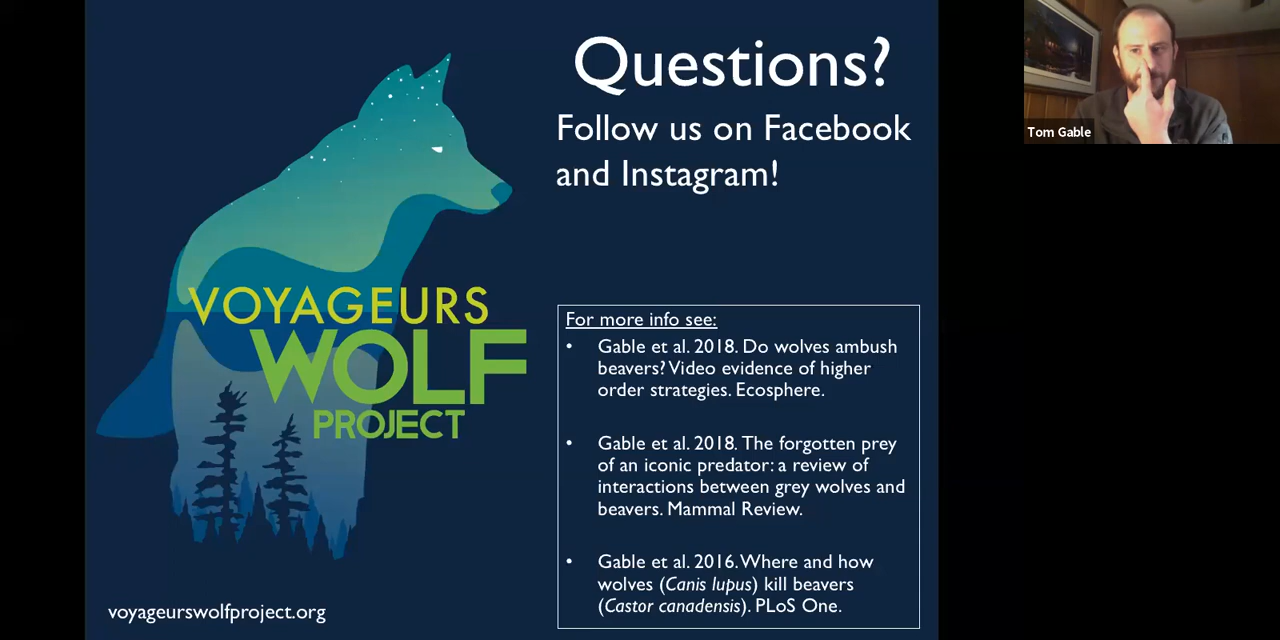 Questions?
Follow us on Facebook
and Instagram!
Tom Gable
VOYAGEURS
WOLF
PROJECT
For more info see:
• Gable et al. 2018. Do wolves ambush
beavers? Video evidence of higher
order strategies. Ecosphere.
• Gable et al. 2018. The forgotten prey
of an iconic predator: a review of
interactions between grey wolves and
beavers. Mammal Review.
• Gable et al. 2016. Where and how
wolves (Canis lupus) kill beavers
(Castor canadensis). PLoS One.
voyageurswolfproject.org